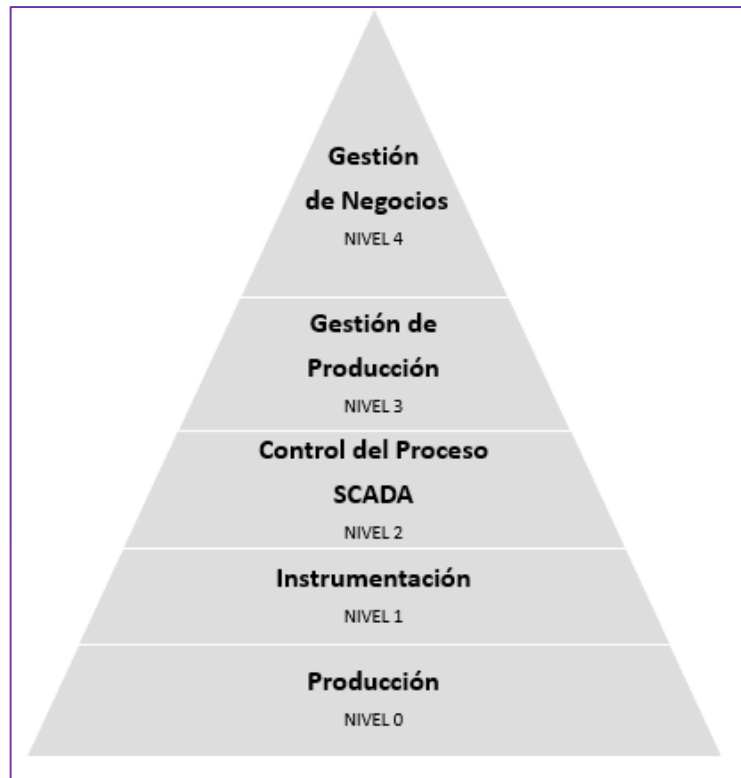 Gestión
de Negocios
NIVEL 4
Gestión de
Producción
NIVEL 3
Control del Proceso
SCADA
NIVEL 2
Instrumentación
NIVEL 1
Producción
NIVEL 0